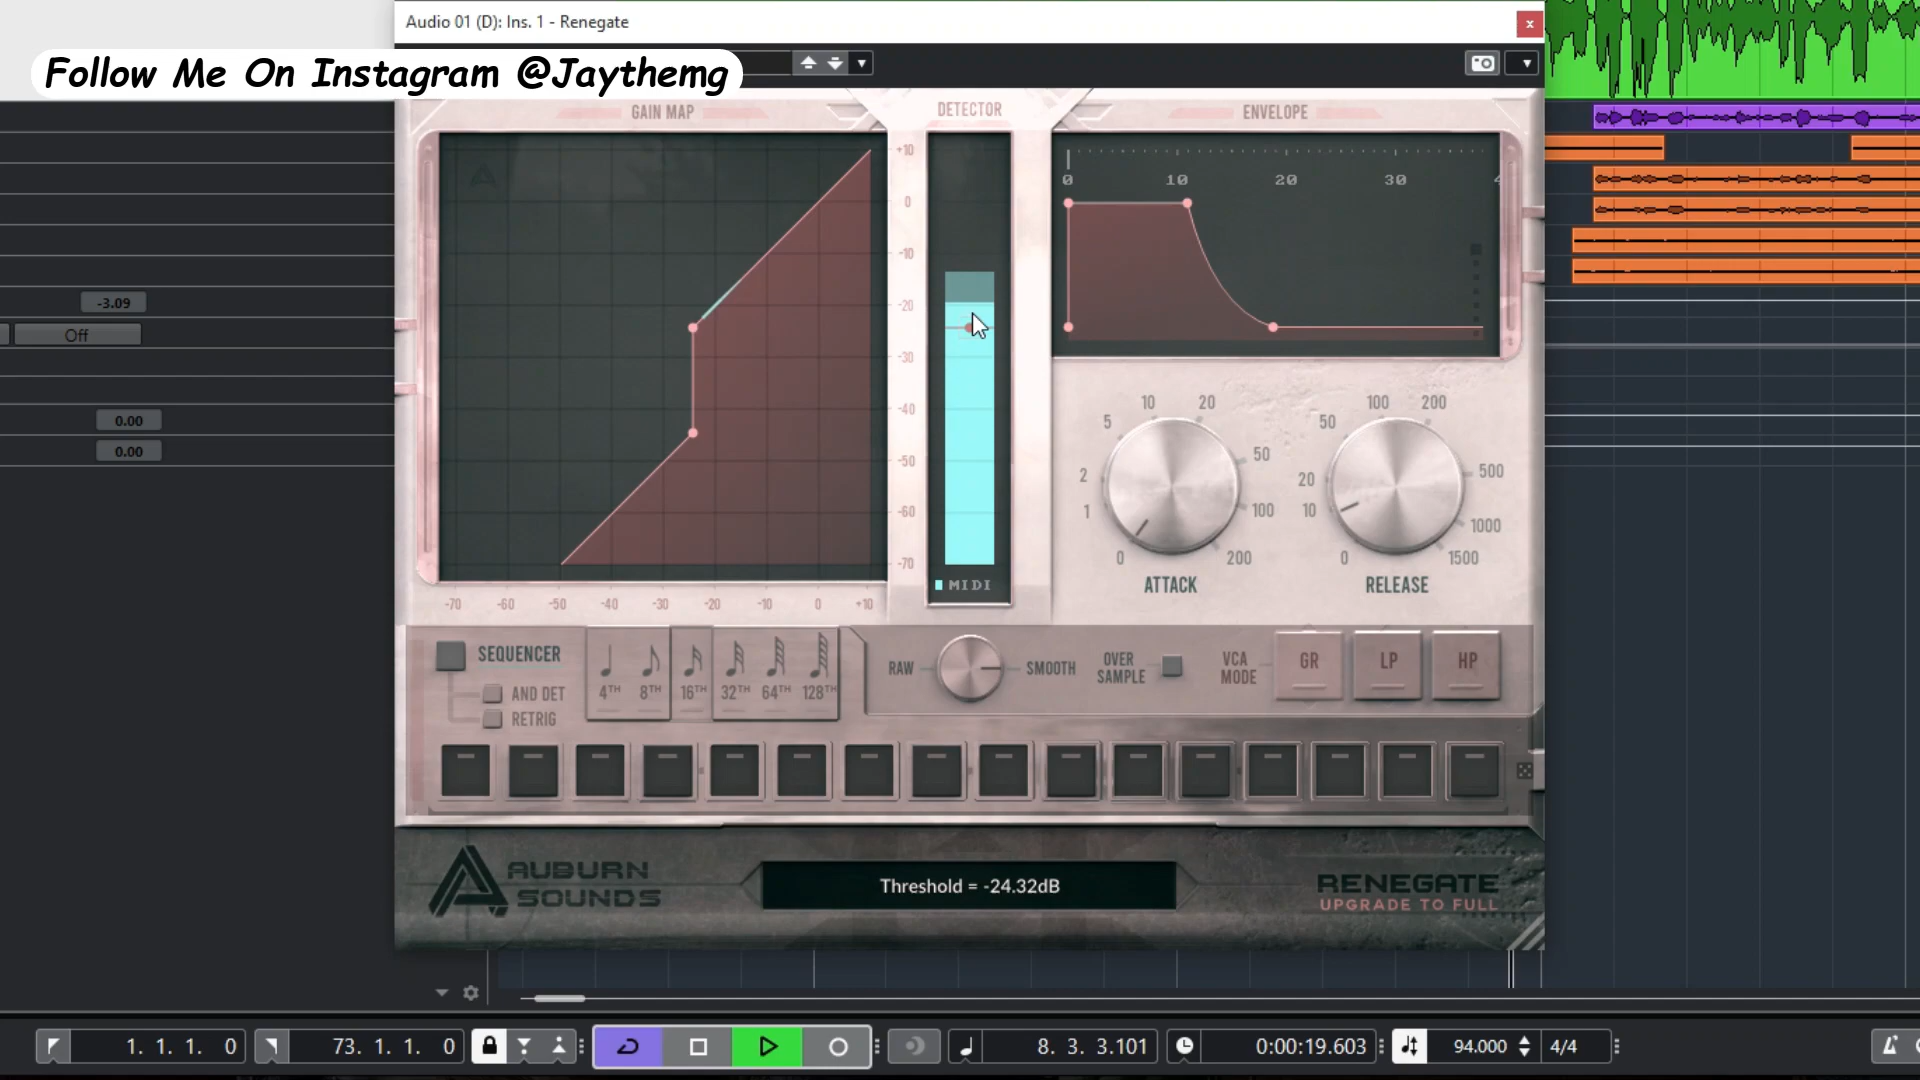 Audio 01 (D): Ins. 1 - Renegate
Follow Me On Instagram @Jaythemg
GAIN MAP
DETECTOR
ENVELOPE
+10
0
-10
-20
-30
-40
-50
-60
-70
0 10 20 30
-3.09
Off
0.00
0.00
MIDI
-70 -60 -50 -40 -30 -20 -10 0 +10
0 1 2 5 10 20 50 100 200
ATTACK
0 10 20 50 100 200 500 1000 1500
RELEASE
SEQUENCER
AND DET
RETRIG
4TH 8TH 16TH 32TH 64TH 128TH
RAW SMOOTH
OVER
SAMPLE
VCA
MODE
GR LP HP
AUBURN
SOUNDS
Threshold = -24.32dB
RENEGATE
UPGRADE TO FULL
1. 1. 1. 0
73. 1. 1. 0
8. 3. 3.101
0:00:19.603
94.000
4/4